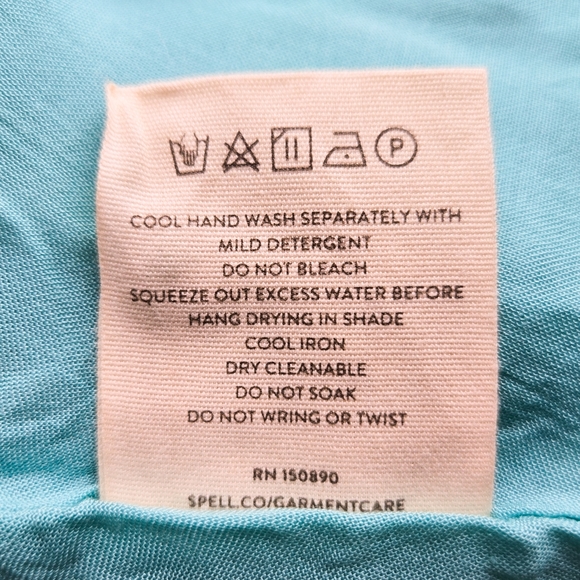 P
COOL HAND WASH SEPARATELY WITH
MILD DETERGENT
DO NOT BLEACH
SQUEEZE OUT EXCESS WATER BEFORE
HANG DRYING IN SHADE
COOL IRON
DRY CLEANABLE
DO NOT SOAK
DO NOT WRING OR TWIST
RN 150890
SPELL.CO/GARMENTCARE